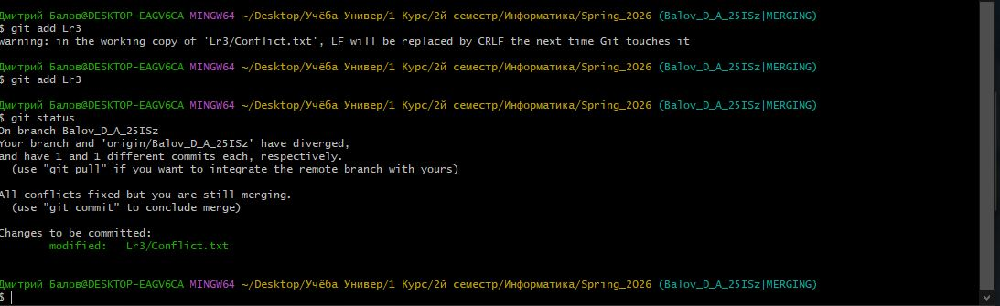 Дмитрий Балов@DESKTOP-EAGV6CA MINGW64 ~/Desktop/Учёба Универ/1 Курс/2й семестр/Информатика/Spring_2026 (Balov_D_A_25ISz|MERGING)
$ git add Lr3
warning: in the working copy of 'Lr3/Conflict.txt', LF will be replaced by CRLF the next time Git touches it
Дмитрий Балов@DESKTOP-EAGV6CA MINGW64 ~/Desktop/Учёба Универ/1 Курс/2й семестр/Информатика/Spring_2026 (Balov_D_A_25ISz|MERGING)
$ git add Lr3
Дмитрий Балов@DESKTOP-EAGV6CA MINGW64 ~/Desktop/Учёба Универ/1 Курс/2й семестр/Информатика/Spring_2026 (Balov_D_A_25ISz|MERGING)
$ git status
On branch Balov_D_A_25ISz
Your branch and 'origin/Balov_D_A_25ISz' have diverged,
and have 1 and 1 different commits each, respectively.
(use "git pull" if you want to integrate the remote branch with yours)
All conflicts fixed but you are still merging.
(use "git commit" to conclude merge)
Changes to be committed:
modified:   Lr3/Conflict.txt
Дмитрий Балов@DESKTOP-EAGV6CA MINGW64 ~/Desktop/Учёба Универ/1 Курс/2й семестр/Информатика/Spring_2026 (Balov_D_A_25ISz|MERGING)
$